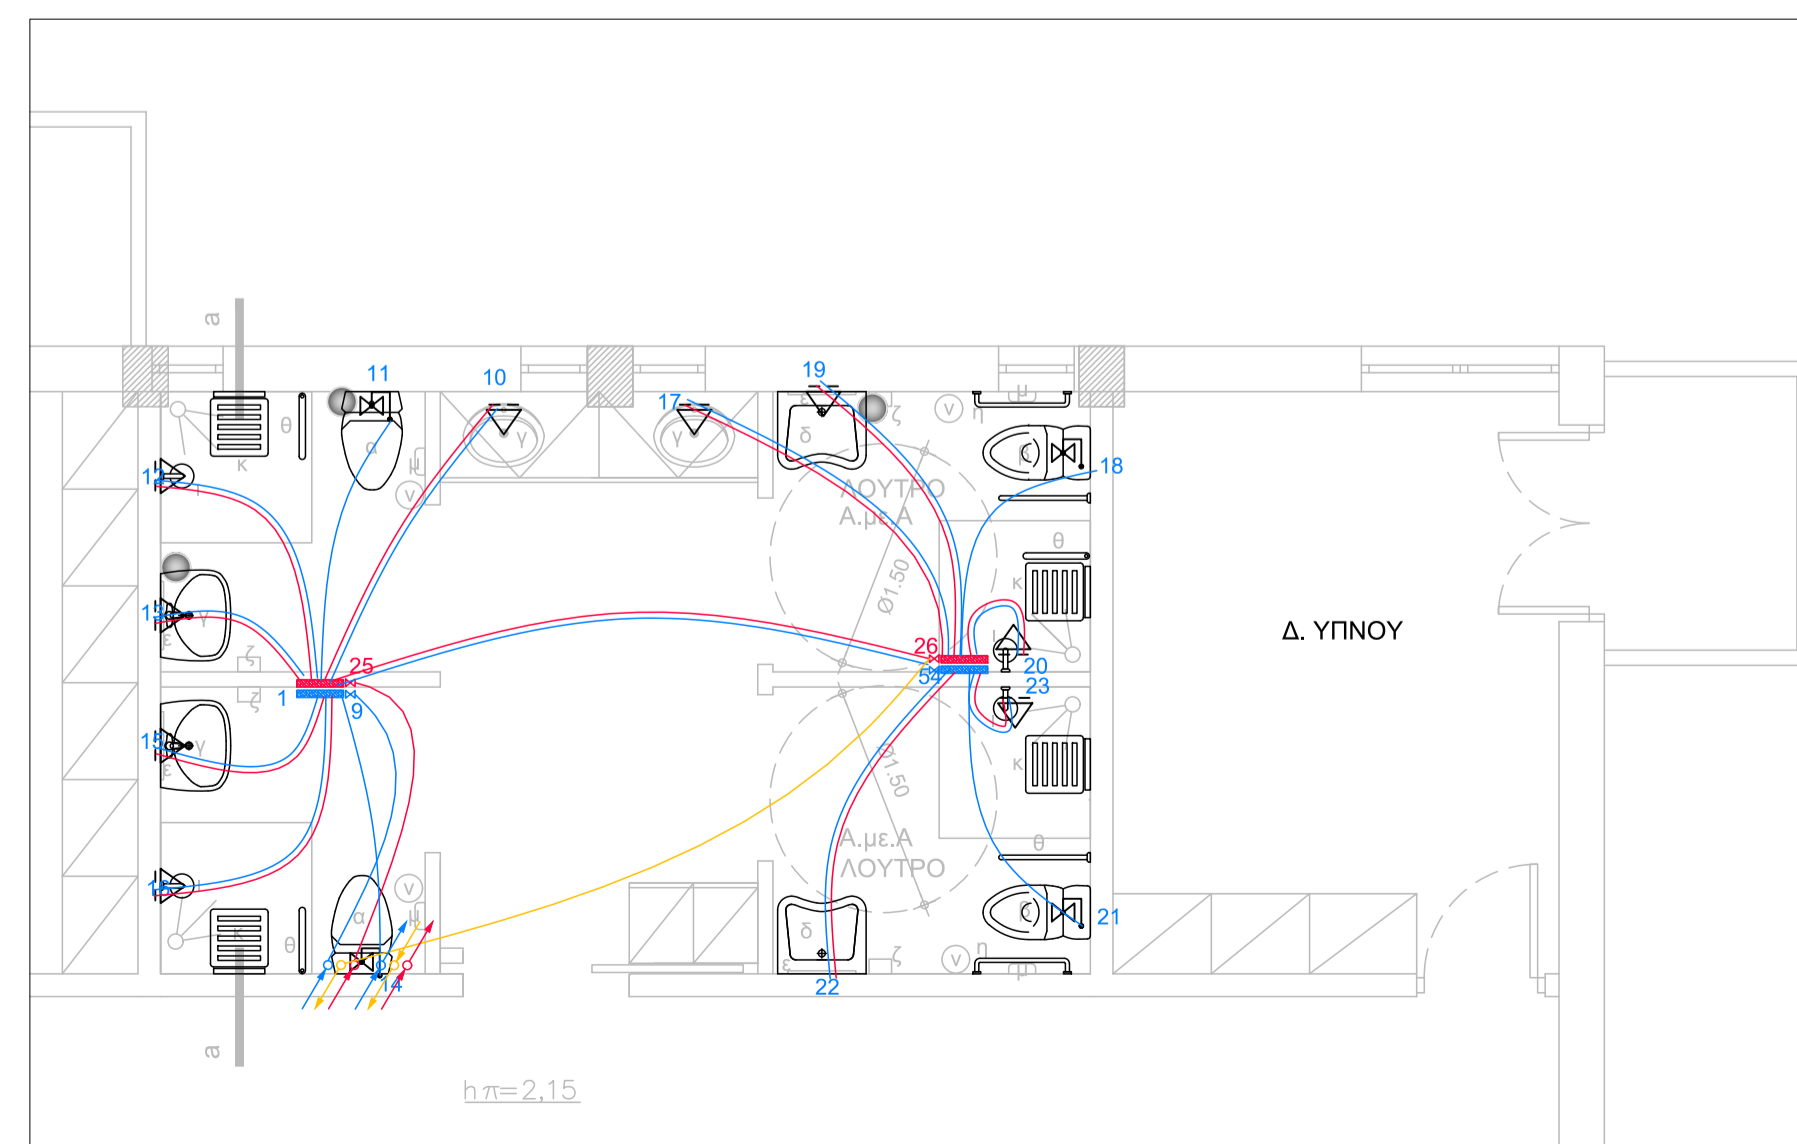 a
11
10
19
17
θ
κ
α
μ
γ
γ
ε
δ
ζ
v
η
μ
β
18
12
ι
v
ΛΟΥΤΡΟ
Α.με.Α
θ
κ
Ø1.50
13
γ
ε
ζ
25
26
20
Δ. ΥΠΝΟΥ
1
ζ
9
54
23
15
γ
ε
κ
Ø1.50
Α.με.Α
ΛΟΥΤΡΟ
θ
16
ι
α
v
μ
κ
θ
δ
ζ
v
η
β
21
ε
μ
14
22
a
hπ=2,15